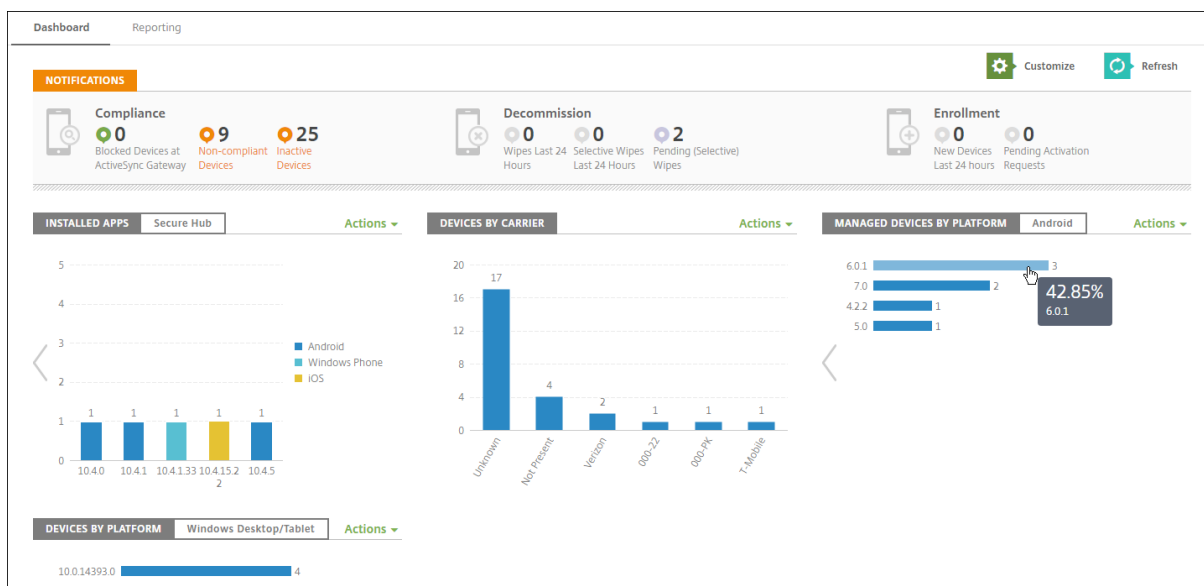 Dashboard Reporting
Customize Refresh
NOTIFICATIONS
Compliance
0 9 25
Blocked Devices at Non-compliant Inactive
ActiveSync Gateway Devices Devices
Decommission
0 0 2
Wipes Last 24 Selective Wipes Pending (Selective)
Hours Last 24 Hours Wipes
Enrollment
0 0
New Devices Pending Activation
Last 24 hours Requests
INSTALLED APPS Secure Hub Actions
5
4
3
2
1
0
1 1 1 1 1
10.4.0 10.4.1 10.4.1.33 10.4.15.2 10.4.5
2
Android
Windows Phone
iOS
DEVICES BY CARRIER Actions
20
16
12
8
4
0
17 4 2 1 1 1
Unknown Not Present Verizon 000-22 000-PK T-Mobile
MANAGED DEVICES BY PLATFORM Android Actions
6.0.1 3
7.0 2
4.2.2 1
5.0 1
42.85%
6.0.1
DEVICES BY PLATFORM Windows Desktop/Tablet Actions
10.0.14393.0 4